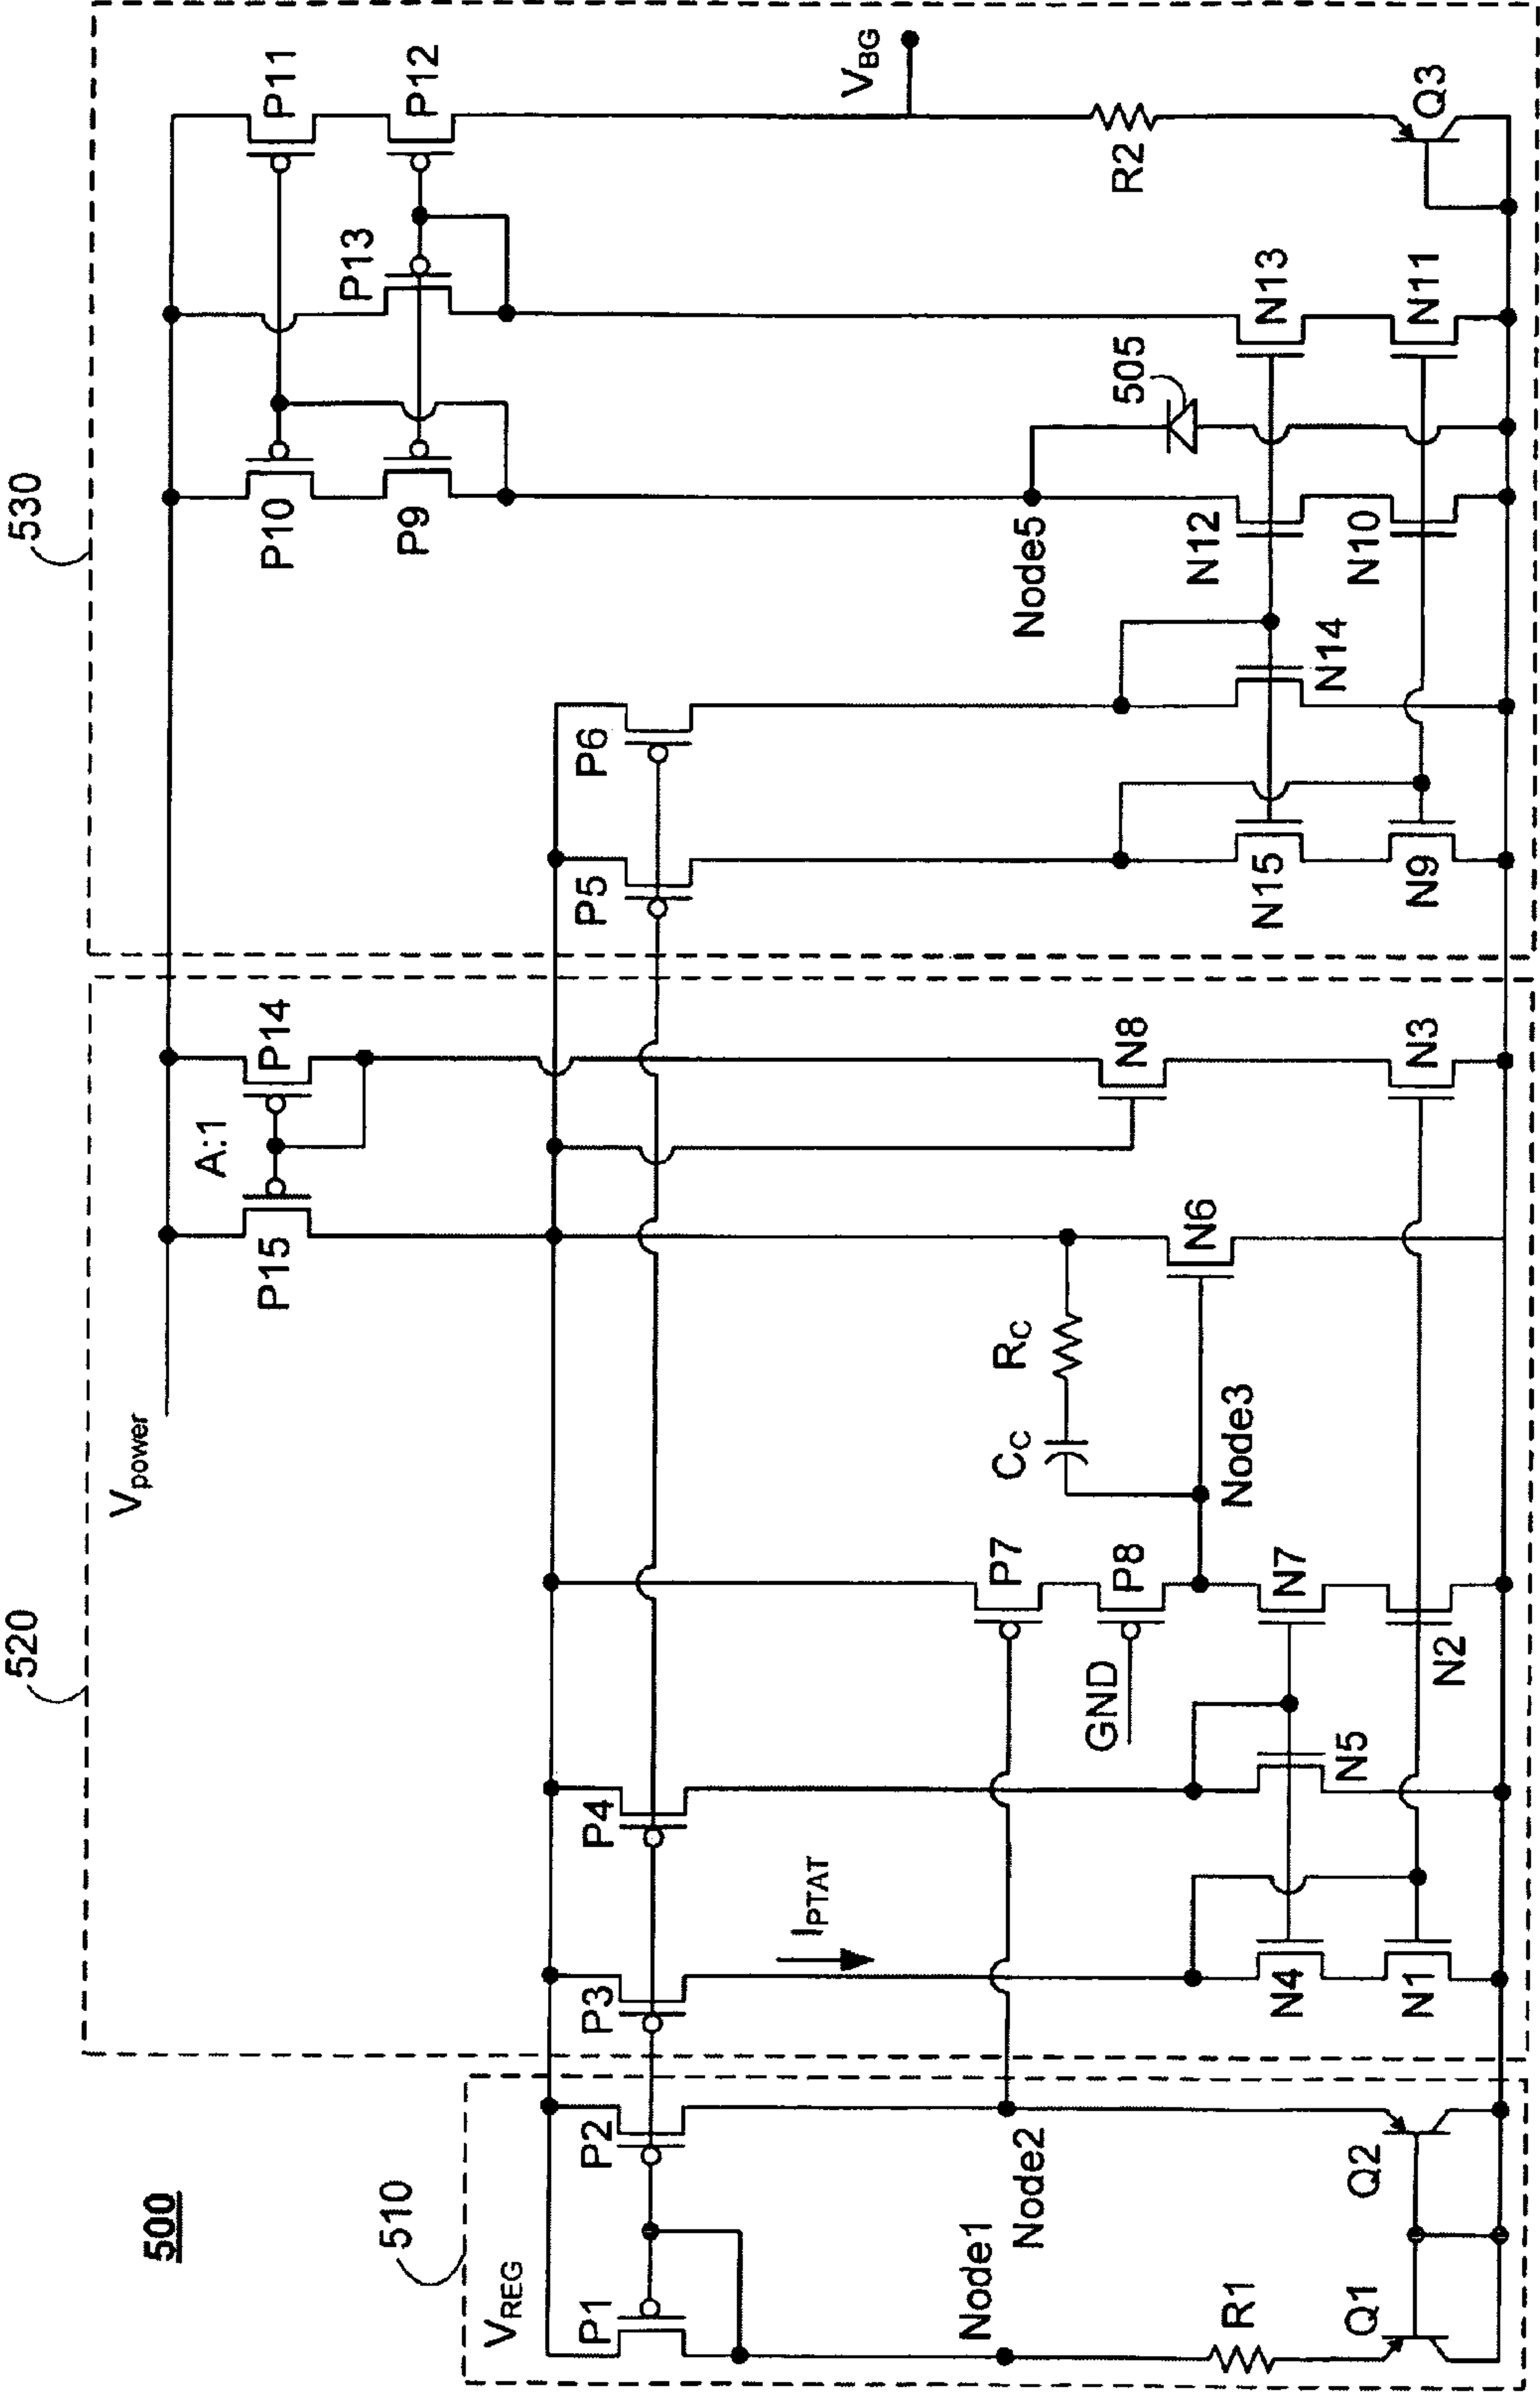 500
510
520
530
V_REG
V_power
P1
P2
P3
P4
I_PTAT
Node1
Node2
R1
Q1
Q2
N4
N1
N5
GND
P7
P8
N7
N2
Node3
C_C
R_C
N6
P15
A:1
P14
N8
N3
P5
P6
N15
N9
N14
Node5
N12
N10
505
P10
P9
P13
N13
N11
P11
P12
V_BG
R2
Q3